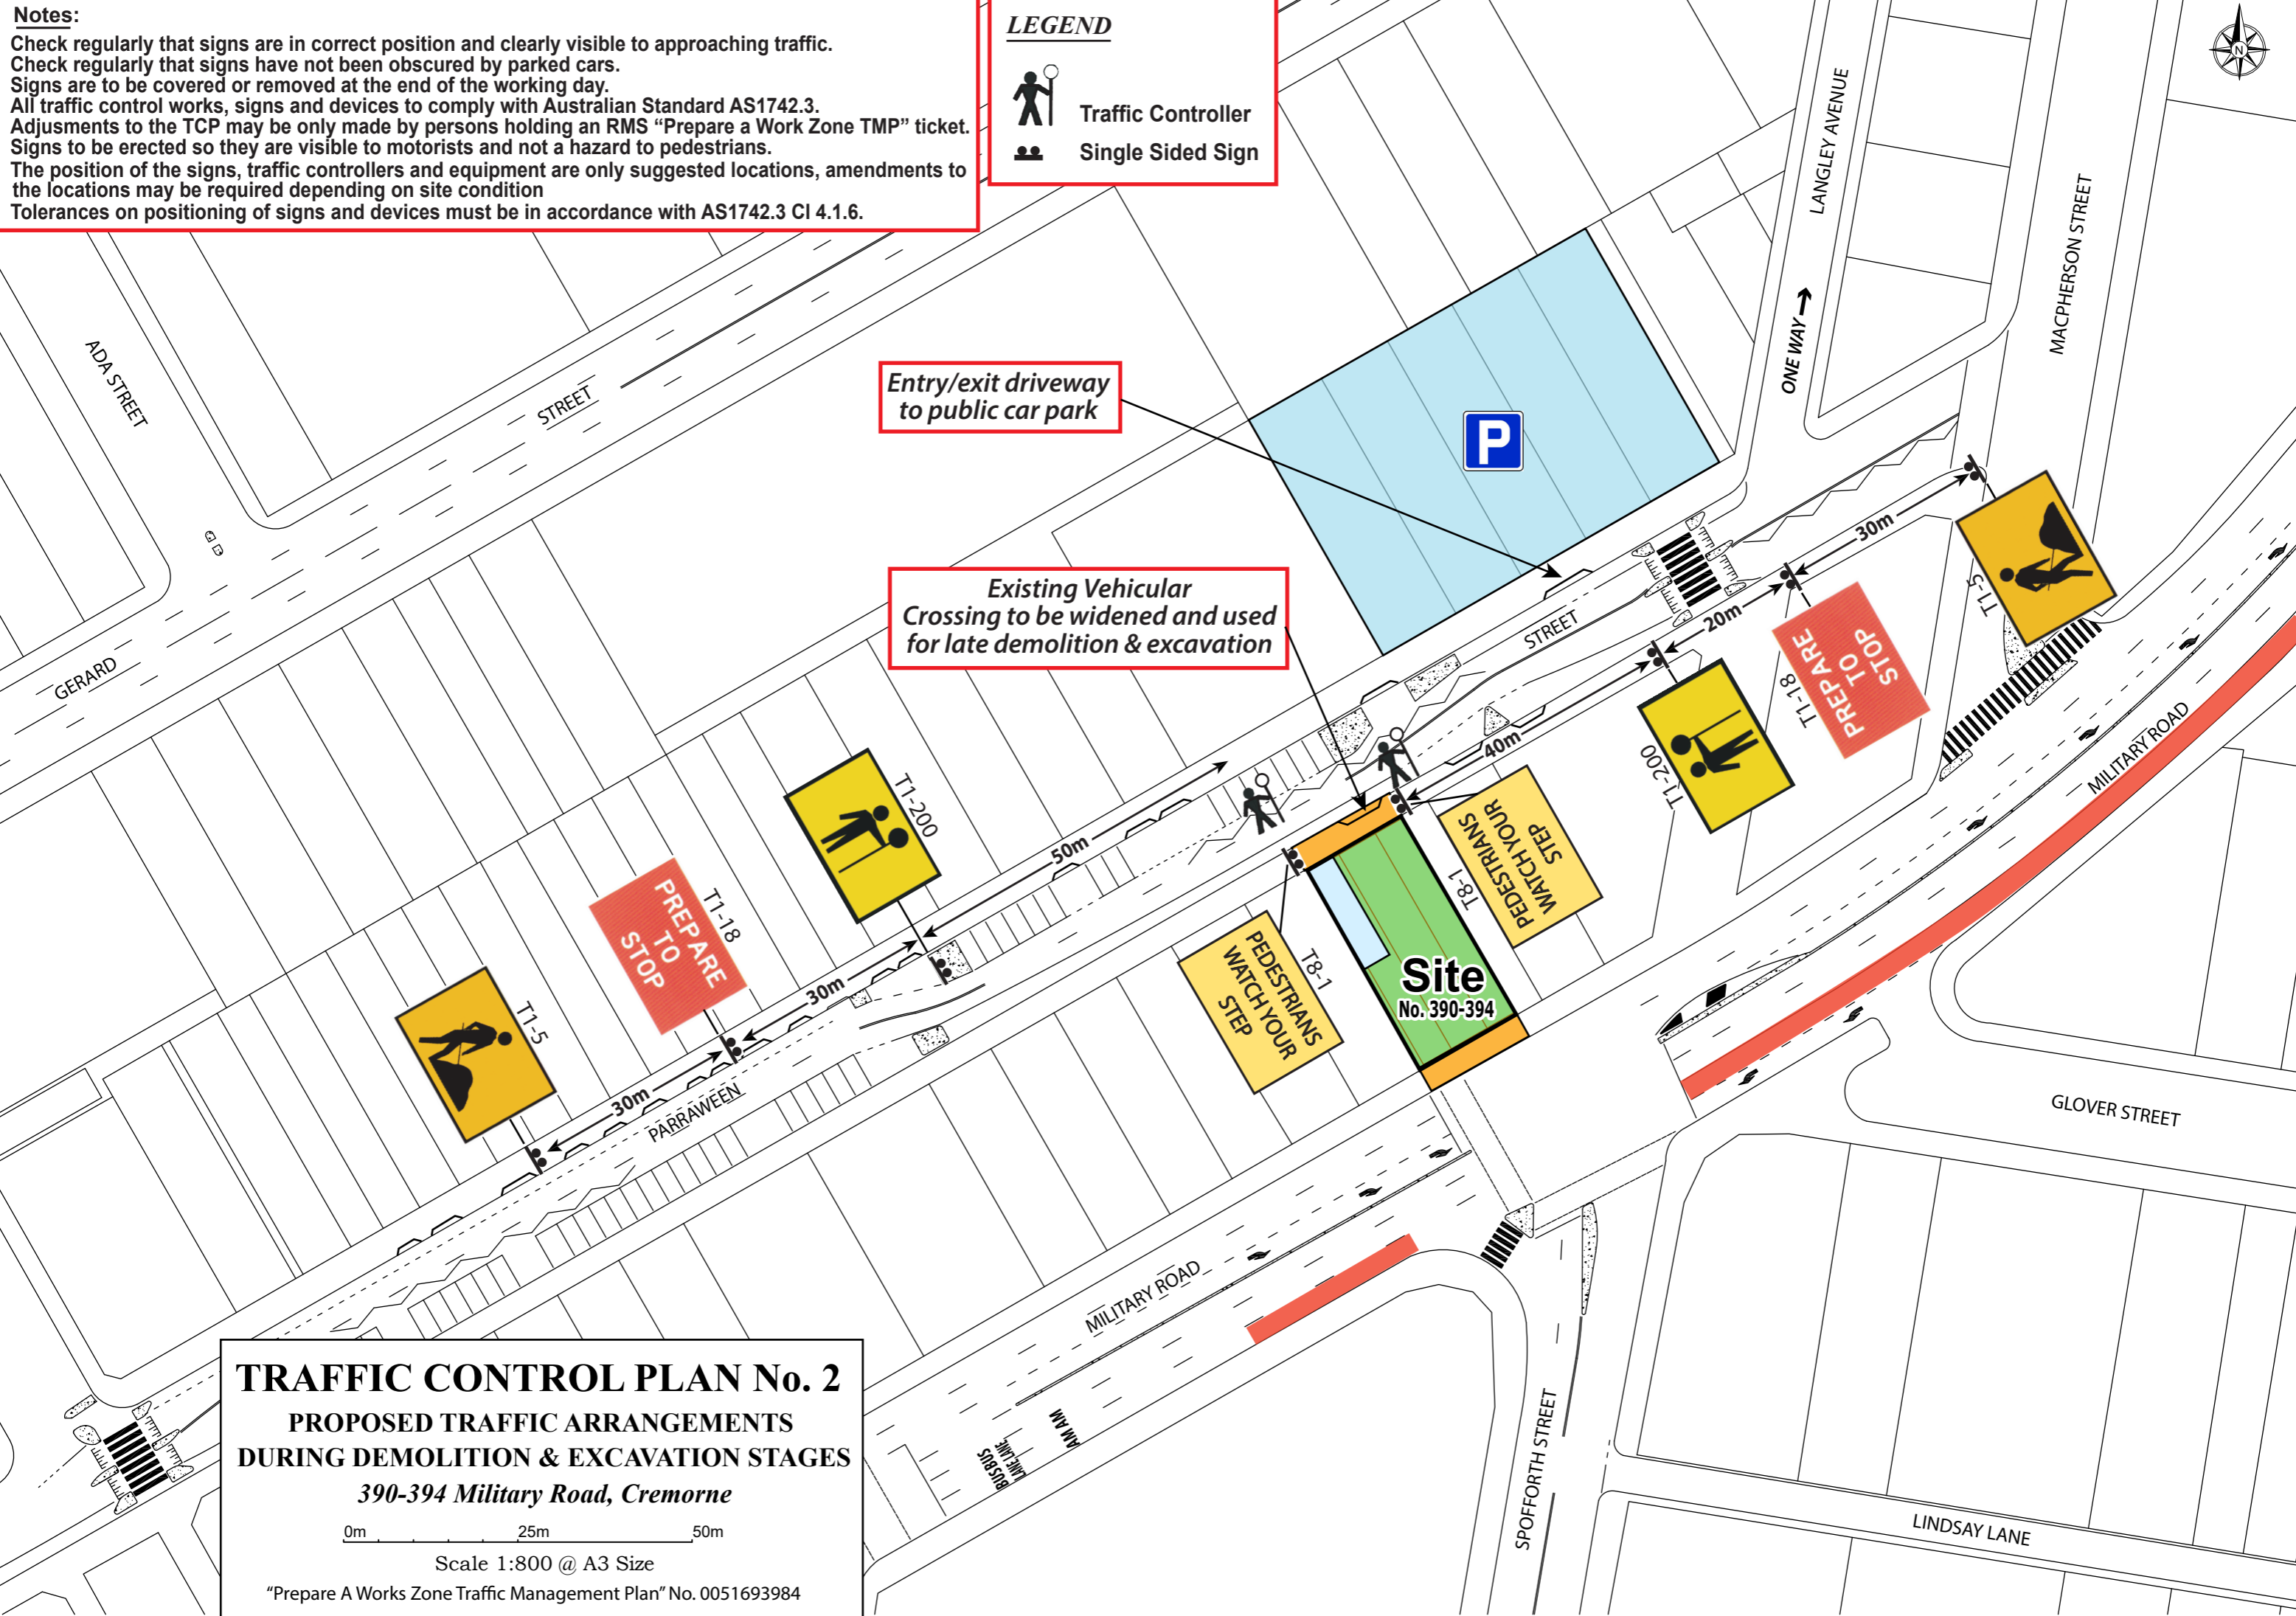 Notes:
Check regularly that signs are in correct position and clearly visible to approaching traffic.
Check regularly that signs have not been obscured by parked cars.
Signs are to be covered or removed at the end of the working day.
All traffic control works, signs and devices to comply with Australian Standard AS1742.3.
Adjusments to the TCP may be only made by persons holding an RMS “Prepare a Work Zone TMP” ticket.
Signs to be erected so they are visible to motorists and not a hazard to pedestrians.
The position of the signs, traffic controllers and equipment are only suggested locations, amendments to
the locations may be required depending on site condition
Tolerances on positioning of signs and devices must be in accordance with AS1742.3 Cl 4.1.6.
LEGEND
Traffic Controller
Single Sided Sign
N
LANGLEY AVENUE
MACPHERSON STREET
ONE WAY
ADA STREET
STREET
GERARD
Entry/exit driveway
to public car park
P
Existing Vehicular
Crossing to be widened and used
for late demolition & excavation
STREET
30m
T1-5
20m
T1-18
PREPARE
TO
STOP
40m
T1-200
T1-200
50m
PEDESTRIANS
WATCH YOUR
STEP
T8-1
T1-18
PREPARE
TO
STOP
30m
T1-5
30m
PARRAWEEN
T8-1
PEDESTRIANS
WATCH YOUR
STEP
Site
No. 390-394
MILITARY ROAD
GLOVER STREET
MILITARY ROAD
BUS BUS
LANE LANE
AM AM
SPOFFORTH STREET
LINDSAY LANE
TRAFFIC CONTROL PLAN No. 2
PROPOSED TRAFFIC ARRANGEMENTS
DURING DEMOLITION & EXCAVATION STAGES
390-394 Military Road, Cremorne
0m 25m 50m
Scale 1:800 @ A3 Size
“Prepare A Works Zone Traffic Management Plan” No. 0051693984